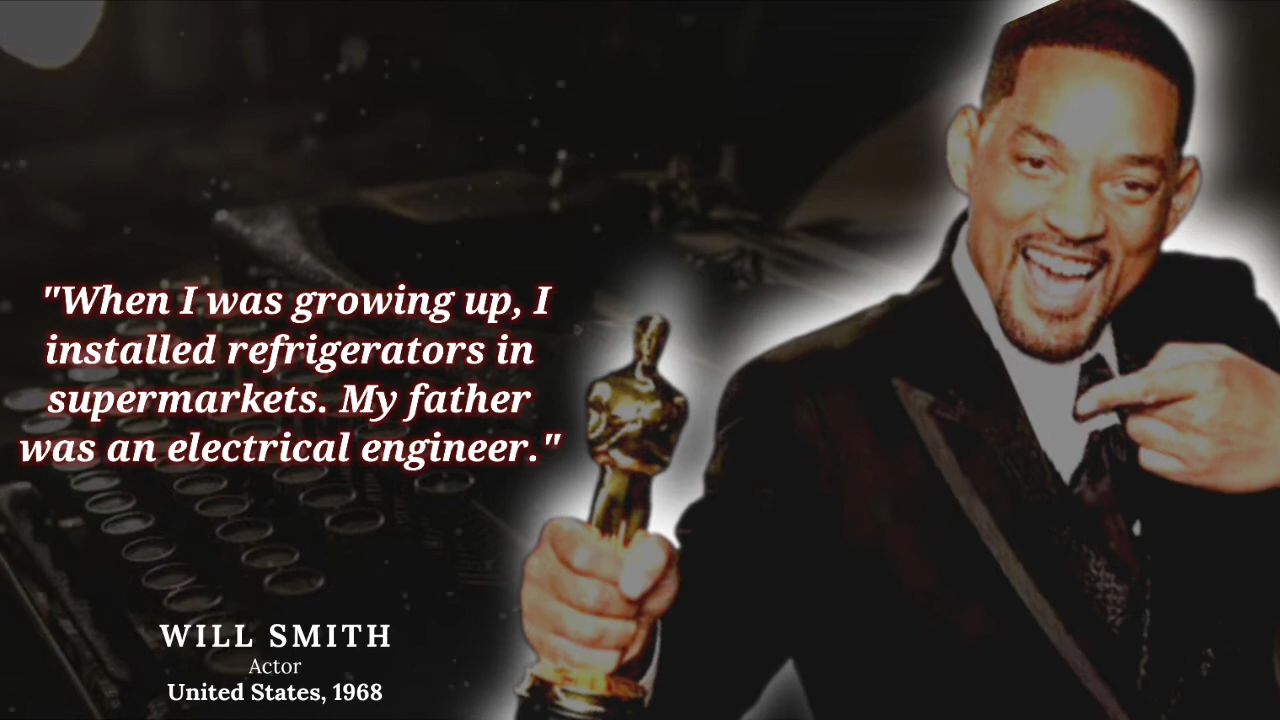 "When I was growing up, I
installed refrigerators in
supermarkets. My father
was an electrical engineer."
WILL SMITH
Actor
United States, 1968